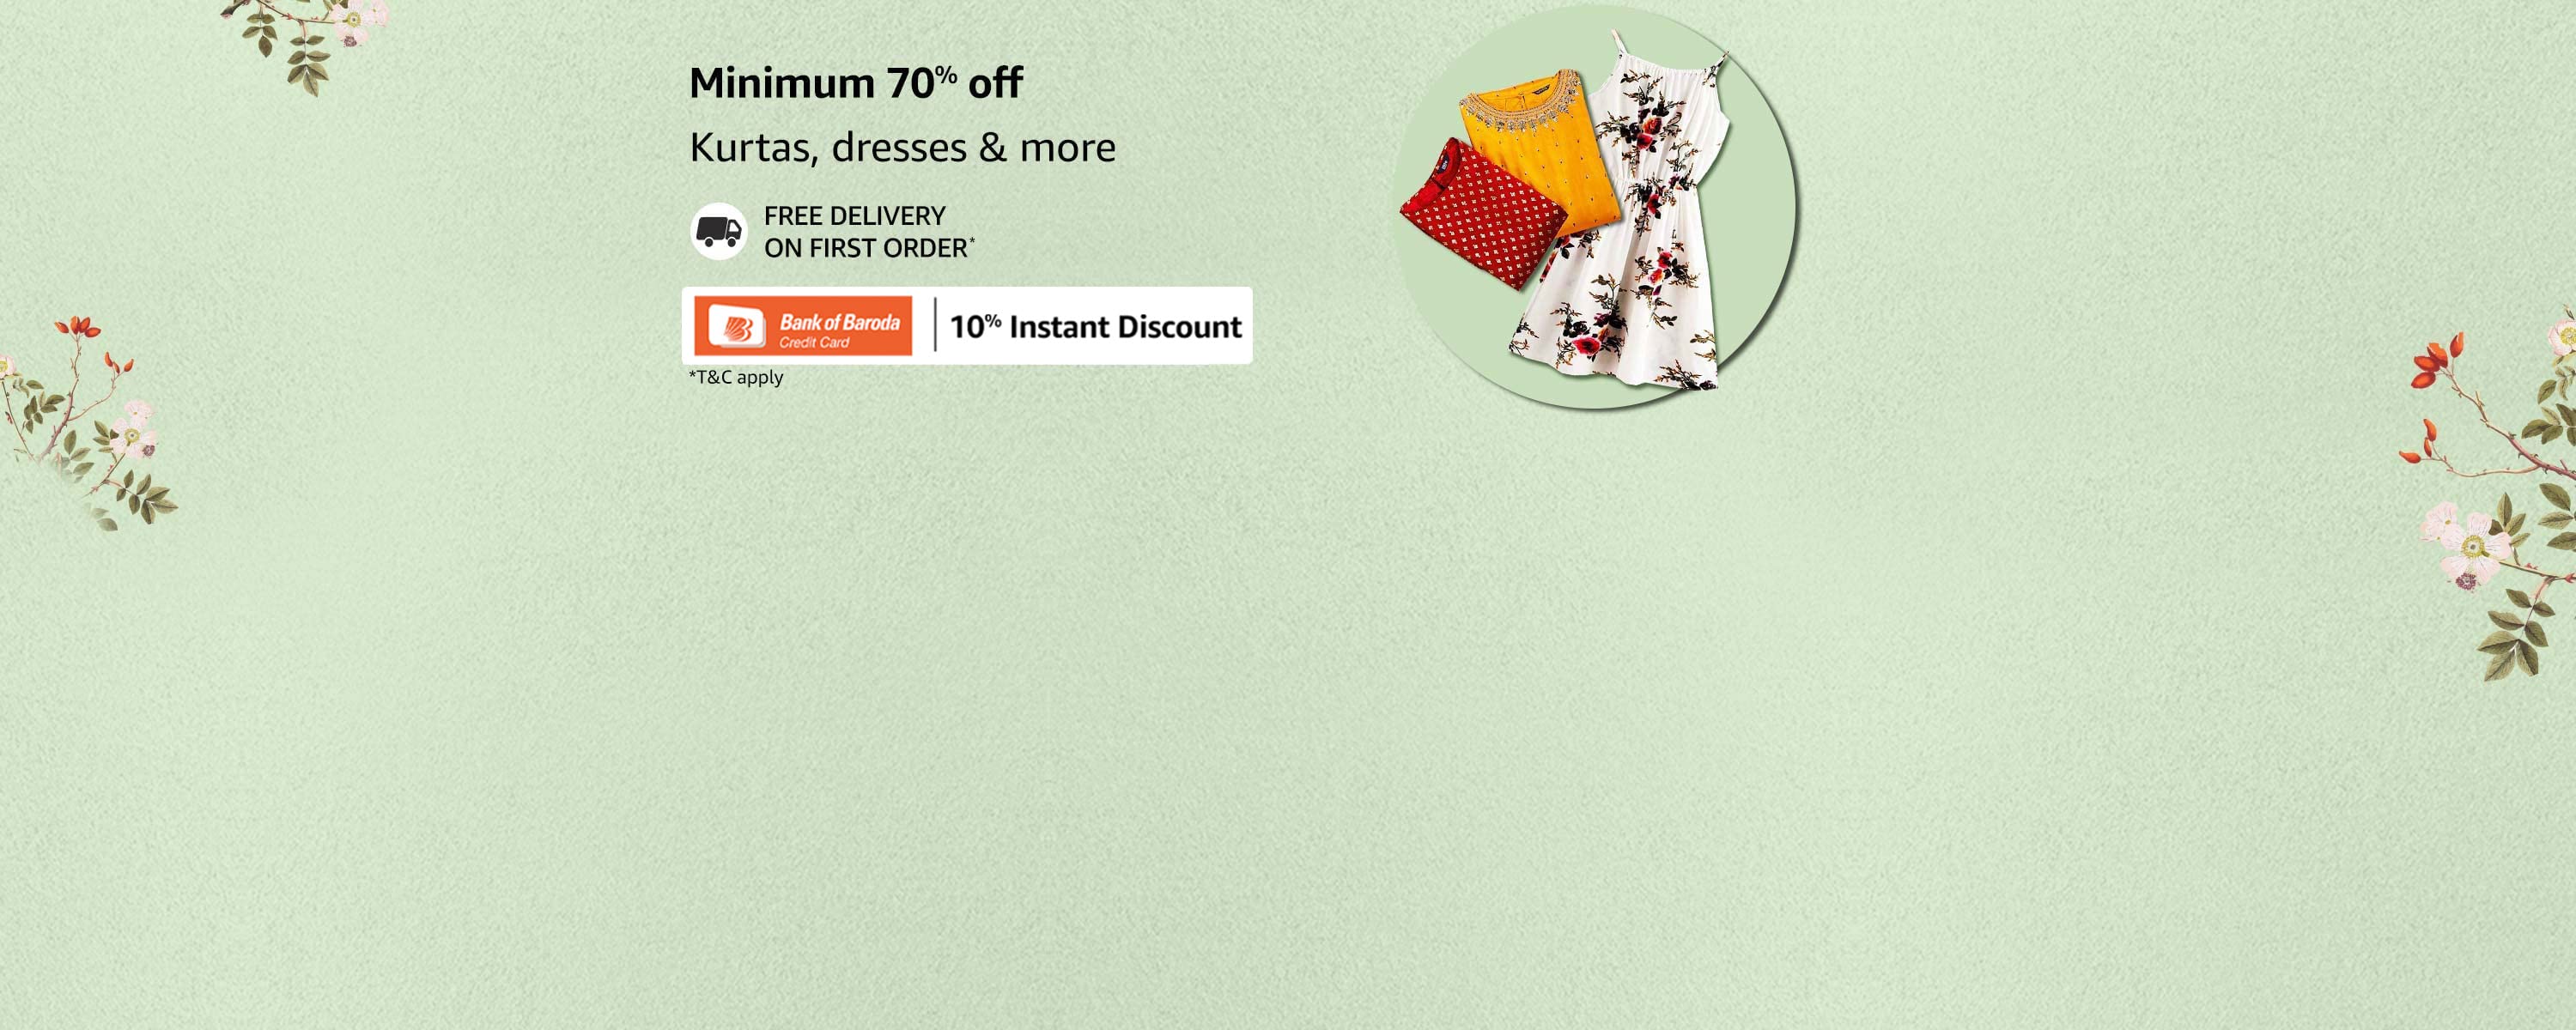 Minimum 70% off
Kurtas, dresses & more
FREE DELIVERY
ON FIRST ORDER*
Bank of Baroda
Credit Card
10% Instant Discount
*T&C apply